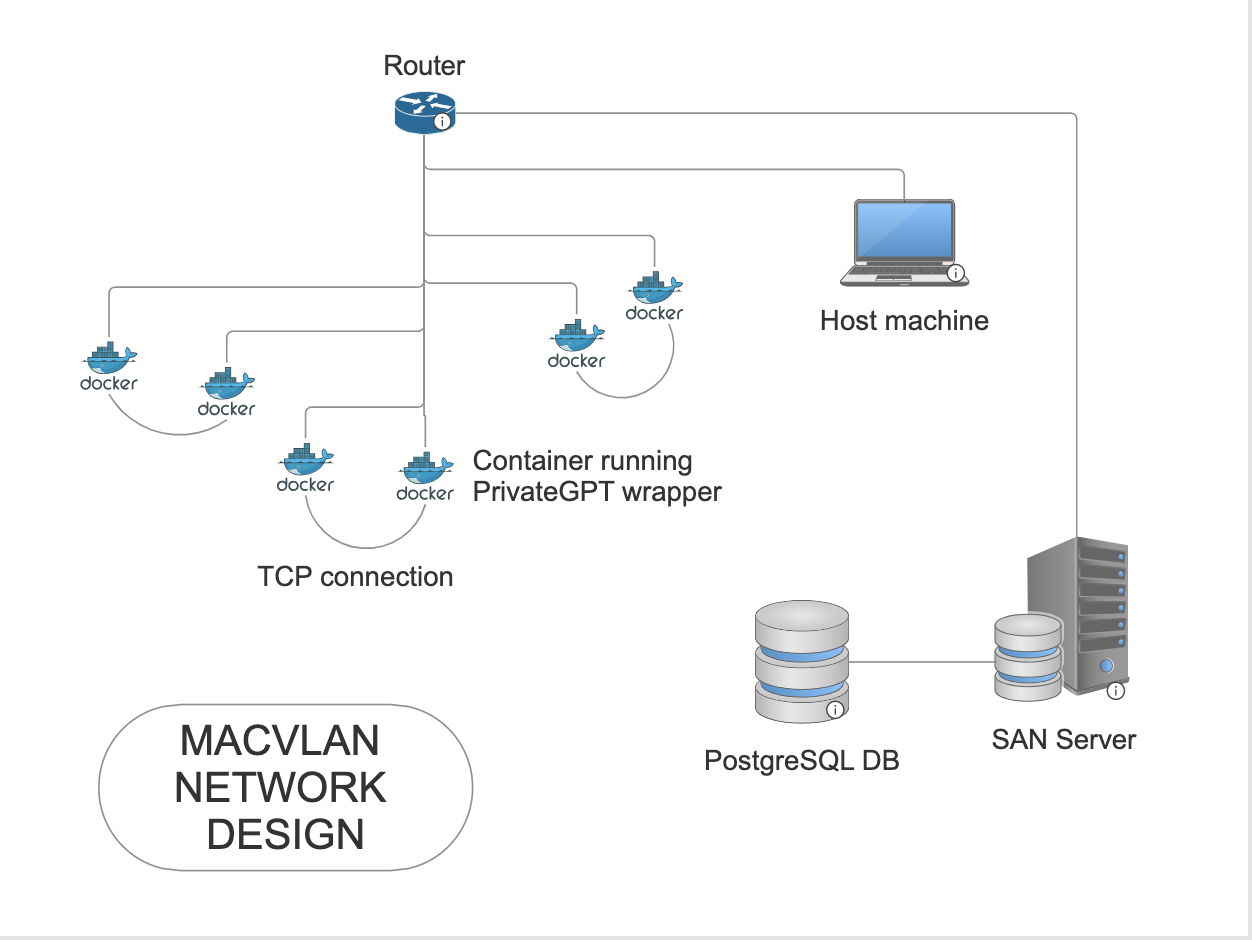 Router
docker
docker
Host machine
docker
docker
docker
docker
Container running
PrivateGPT wrapper
TCP connection
PostgreSQL DB
SAN Server
MACVLAN
NETWORK
DESIGN